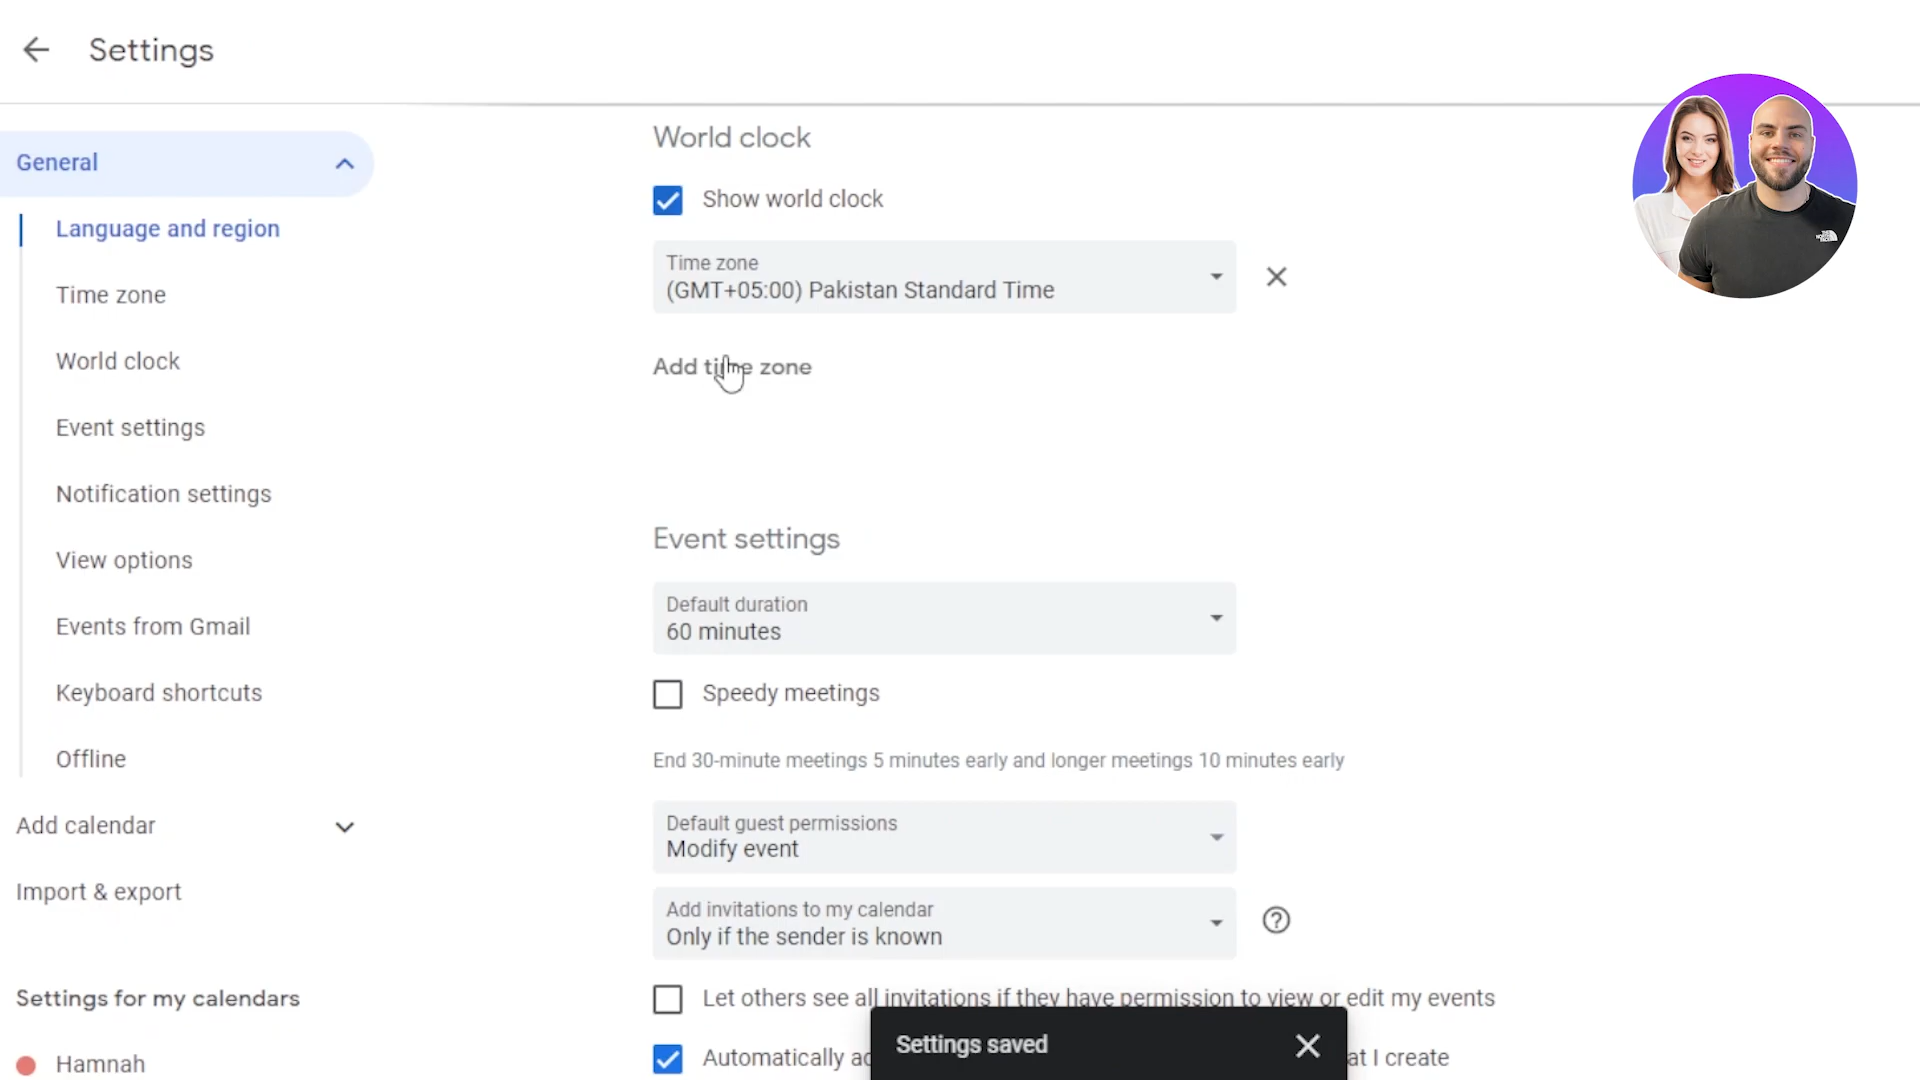 Settings
General
Language and region
Time zone
World clock
Event settings
Notification settings
View options
Events from Gmail
Keyboard shortcuts
Offline
Add calendar
Import & export
Settings for my calendars
Hamnah
World clock
Show world clock
Time zone
(GMT+05:00) Pakistan Standard Time
Add time zone
Event settings
Default duration
60 minutes
Speedy meetings
End 30-minute meetings 5 minutes early and longer meetings 10 minutes early
Default guest permissions
Modify event
Add invitations to my calendar
Only if the sender is known
Let others see all invitations if they have permission to view or edit my events
Automatically
I create
Settings saved
THE NORTH FACE